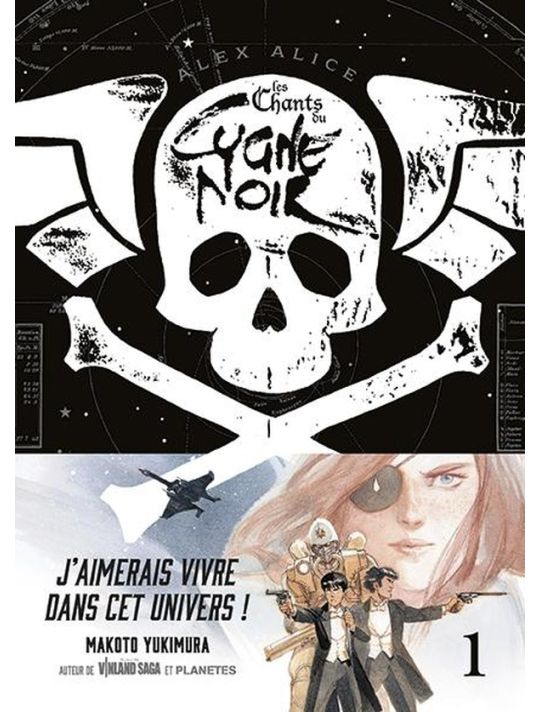 ALEX ALICE
les
Chants
du
CYGNE
NOIR
J'AIMERAIS VIVRE
DANS CET UNIVERS !
MAKOTO YUKIMURA
AUTEUR DE VINLAND SAGA ET PLANETES
1